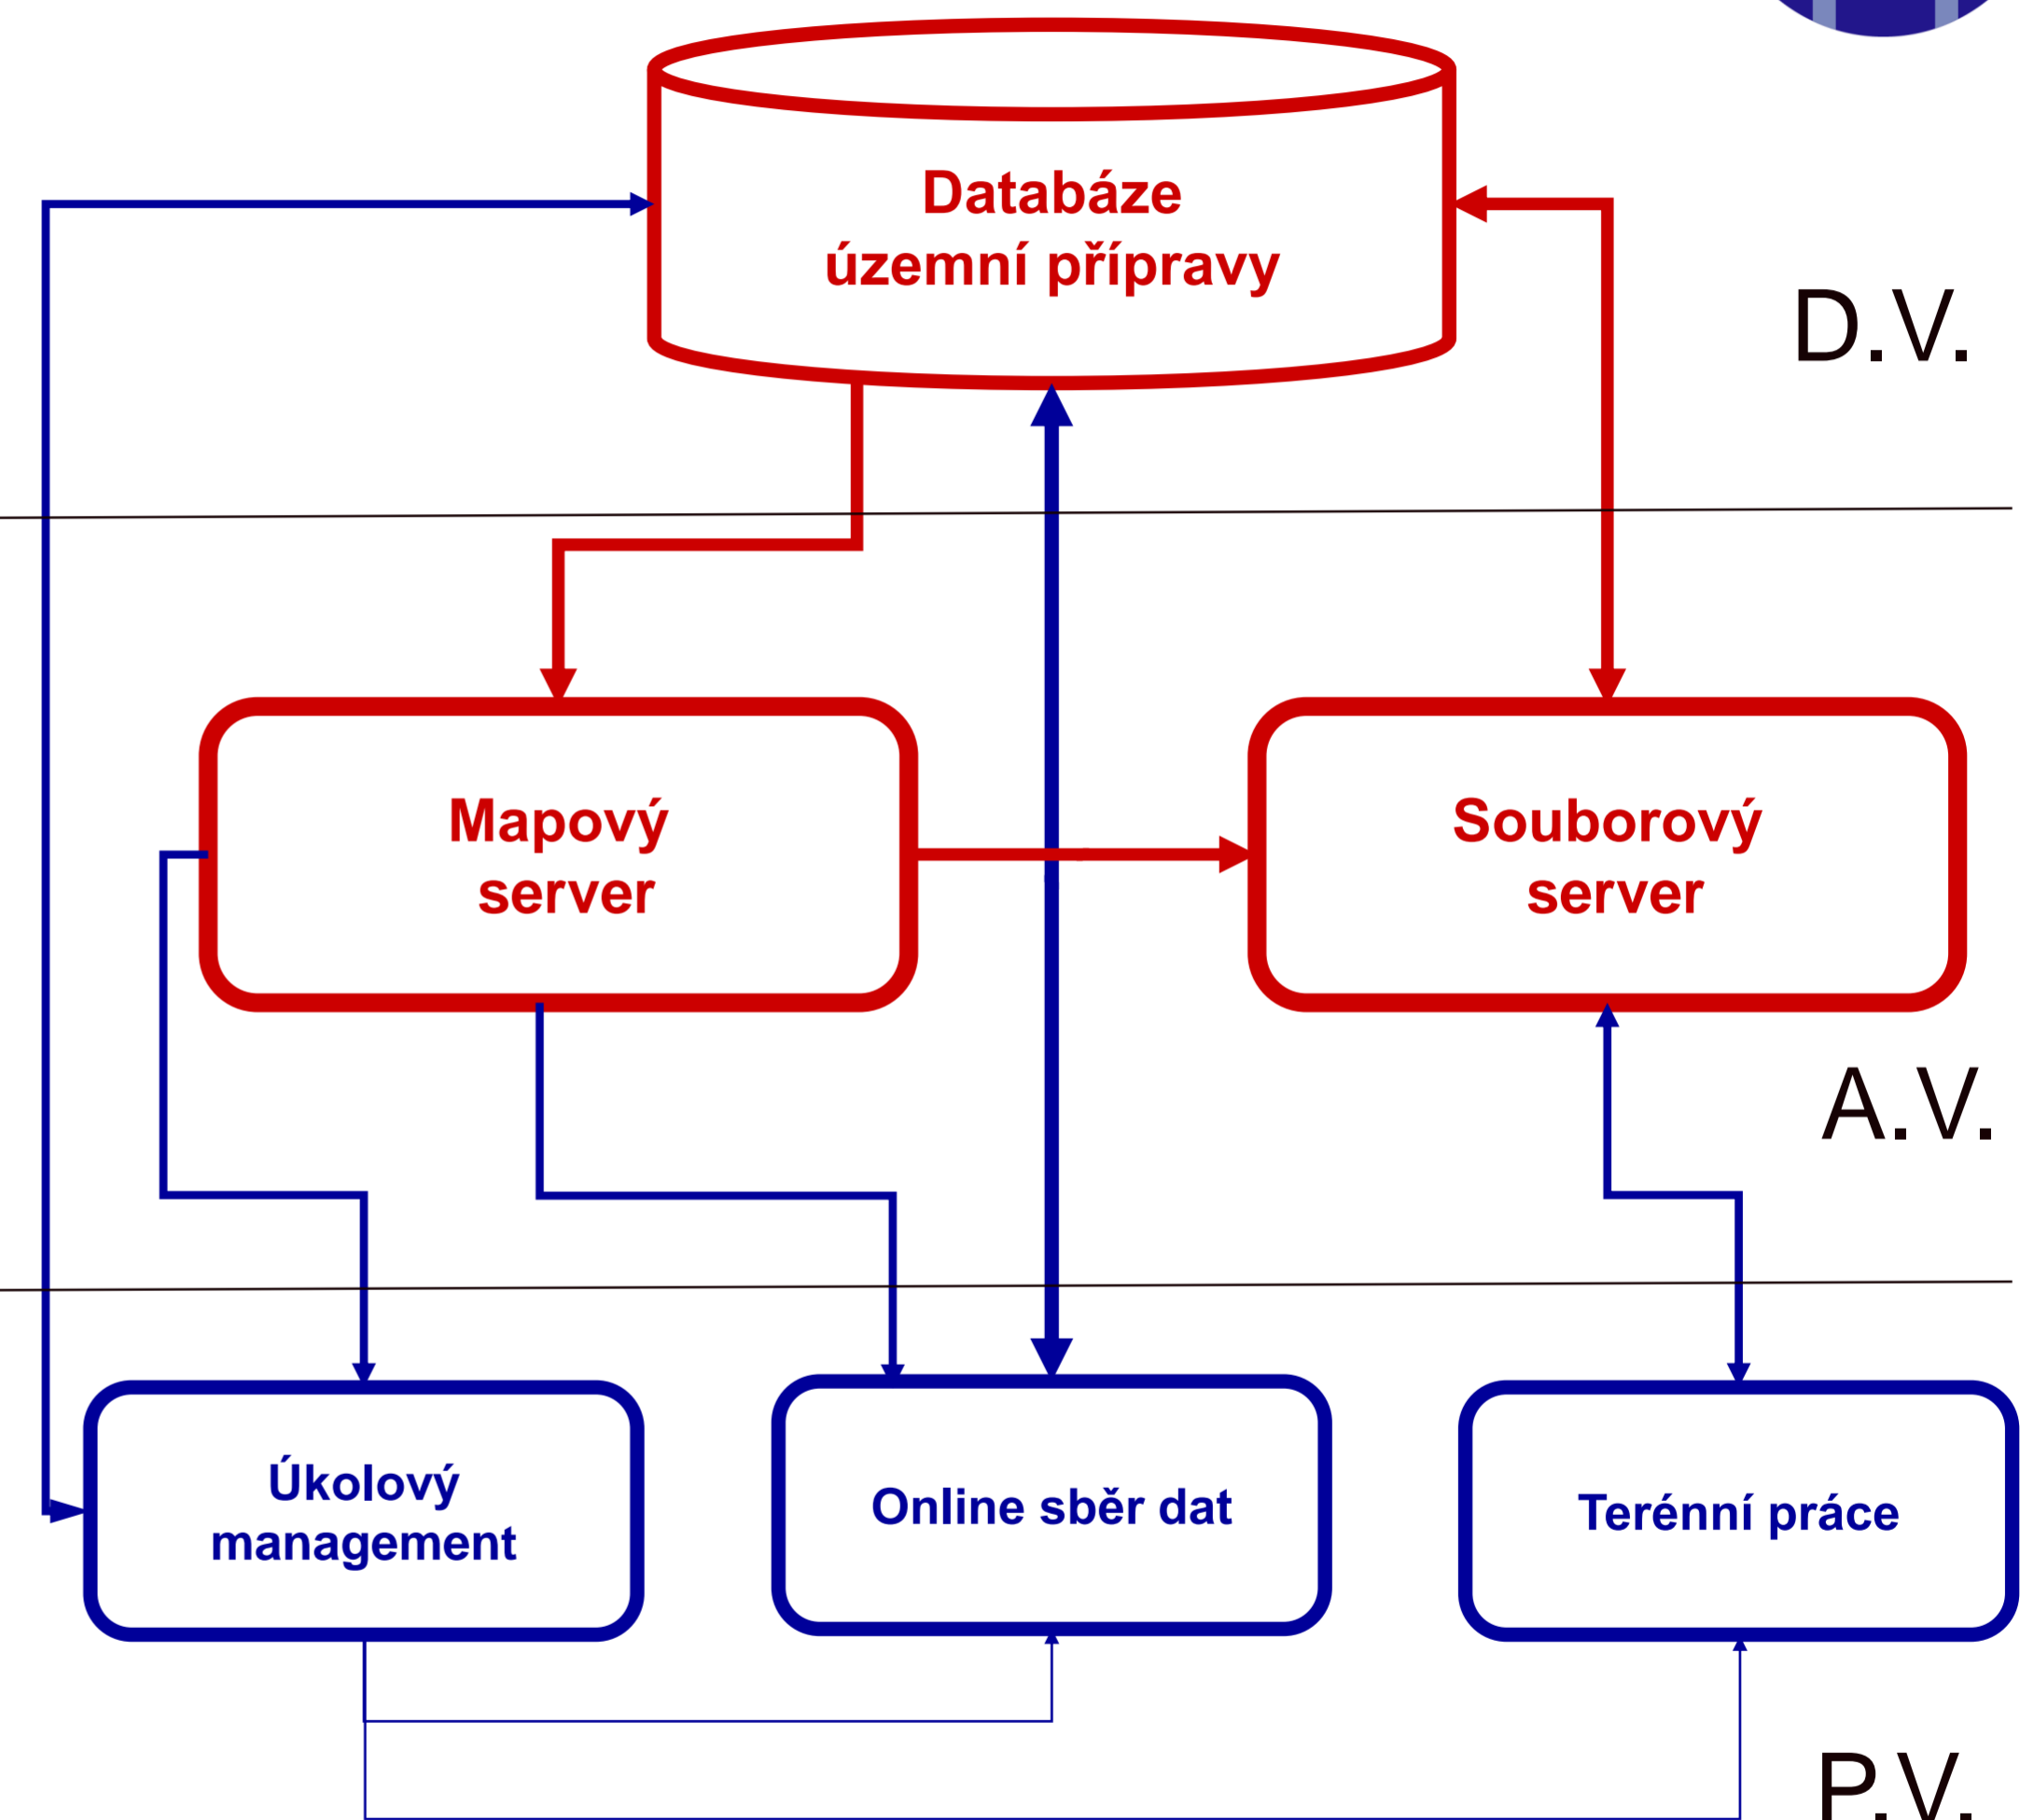 Databáze
územní přípravy
D.V.
Mapový
server
Souborový
server
A.V.
Úkolový
management
Online sběr dat
Terénní práce
P.V.